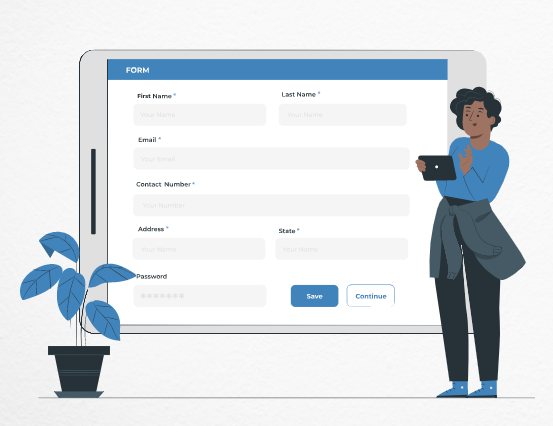 FORM
First Name * Last Name *
Your Name Your Name
Email *
Your Email
Contact Number *
Your Number
Address * State *
Your Name Your Name
Password
Save Continue